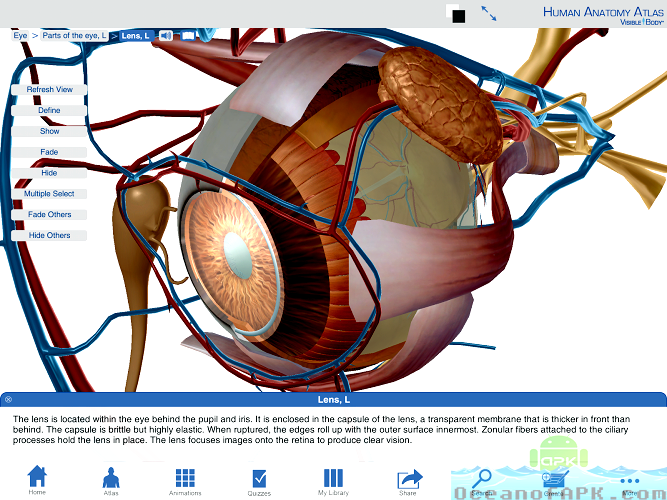 HUMAN ANATOMY ATLAS
VISIBLE BODY®
Eye > Parts of the eye, L > Lens, L
Refresh View
Define
Show
Fade
Hide
Multiple Select
Fade Others
Hide Others
Lens, L
The lens is located within the eye behind the pupil and iris. It is enclosed in the capsule of the lens, a transparent membrane that is thicker in front than
behind. The capsule is brittle but highly elastic. When ruptured, the edges roll up with the outer surface innermost. Zonular fibers attached to the ciliary
processes hold the lens in place. The lens focuses images onto the retina to produce clear vision.
APK
Home Atlas Animations Quizzes My Library Share Search Create More
OceanofAPK.com